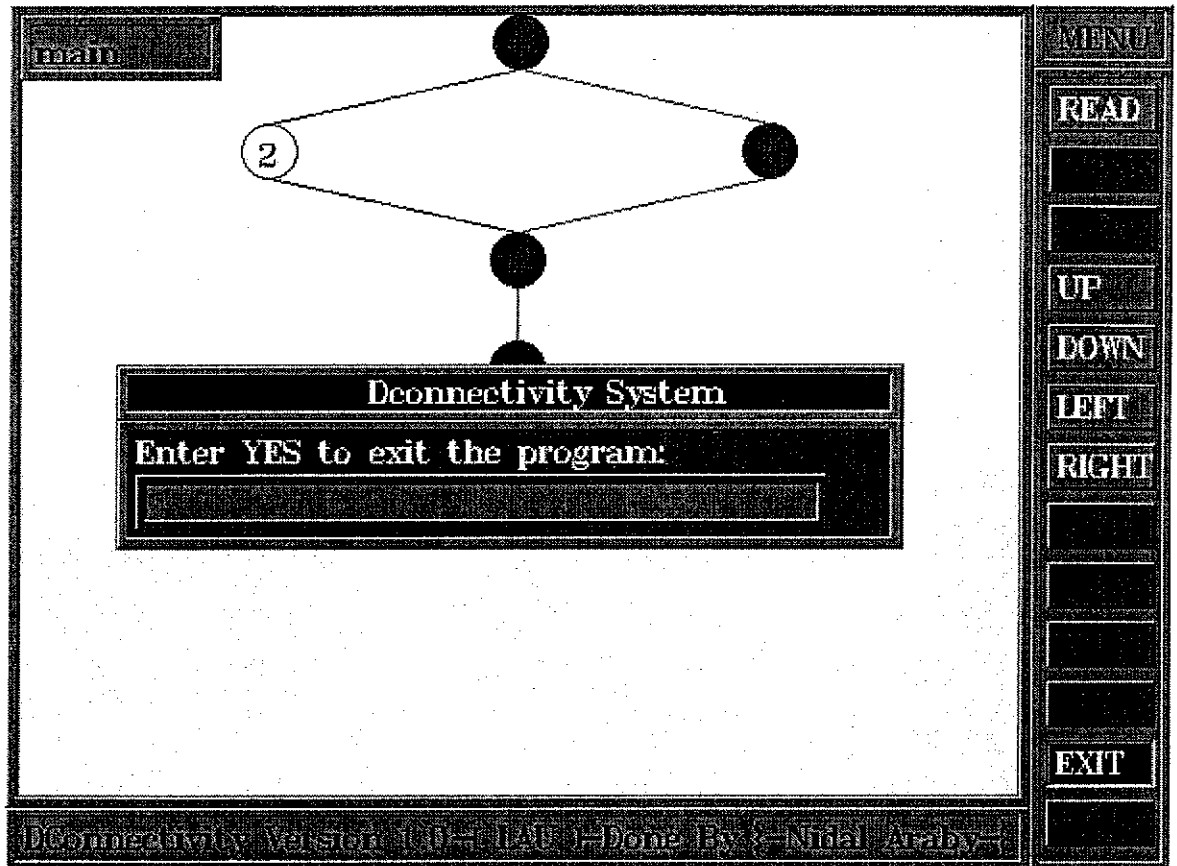 main
MENU
READ
2
UP
DOWN
LEFT
RIGHT
Dconnectivity System
Enter YES to exit the program:
EXIT
DConnectivity Version LAU Done By Nidal Araby